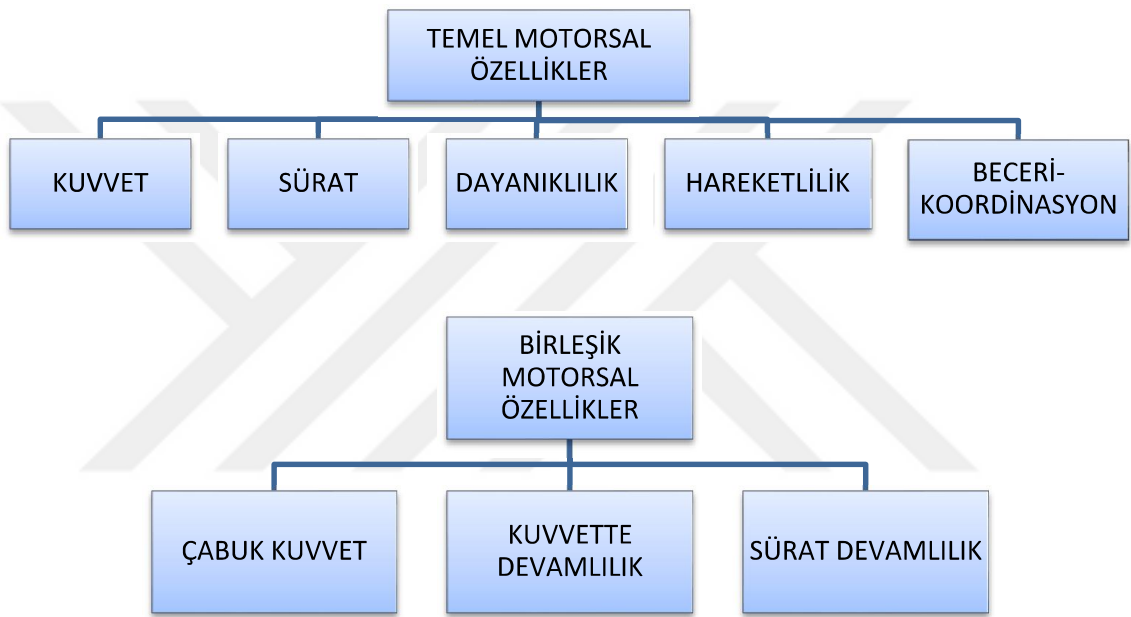 TEMEL MOTORSAL
ÖZELLİKLER
KUVVET
SÜRAT
DAYANIKLILIK
HAREKETLİLİK
BECERİ-
KOORDİNASYON
BİRLEŞİK
MOTORSAL
ÖZELLİKLER
ÇABUK KUVVET
KUVVETTE
DEVAMLILIK
SÜRAT DEVAMLILIK